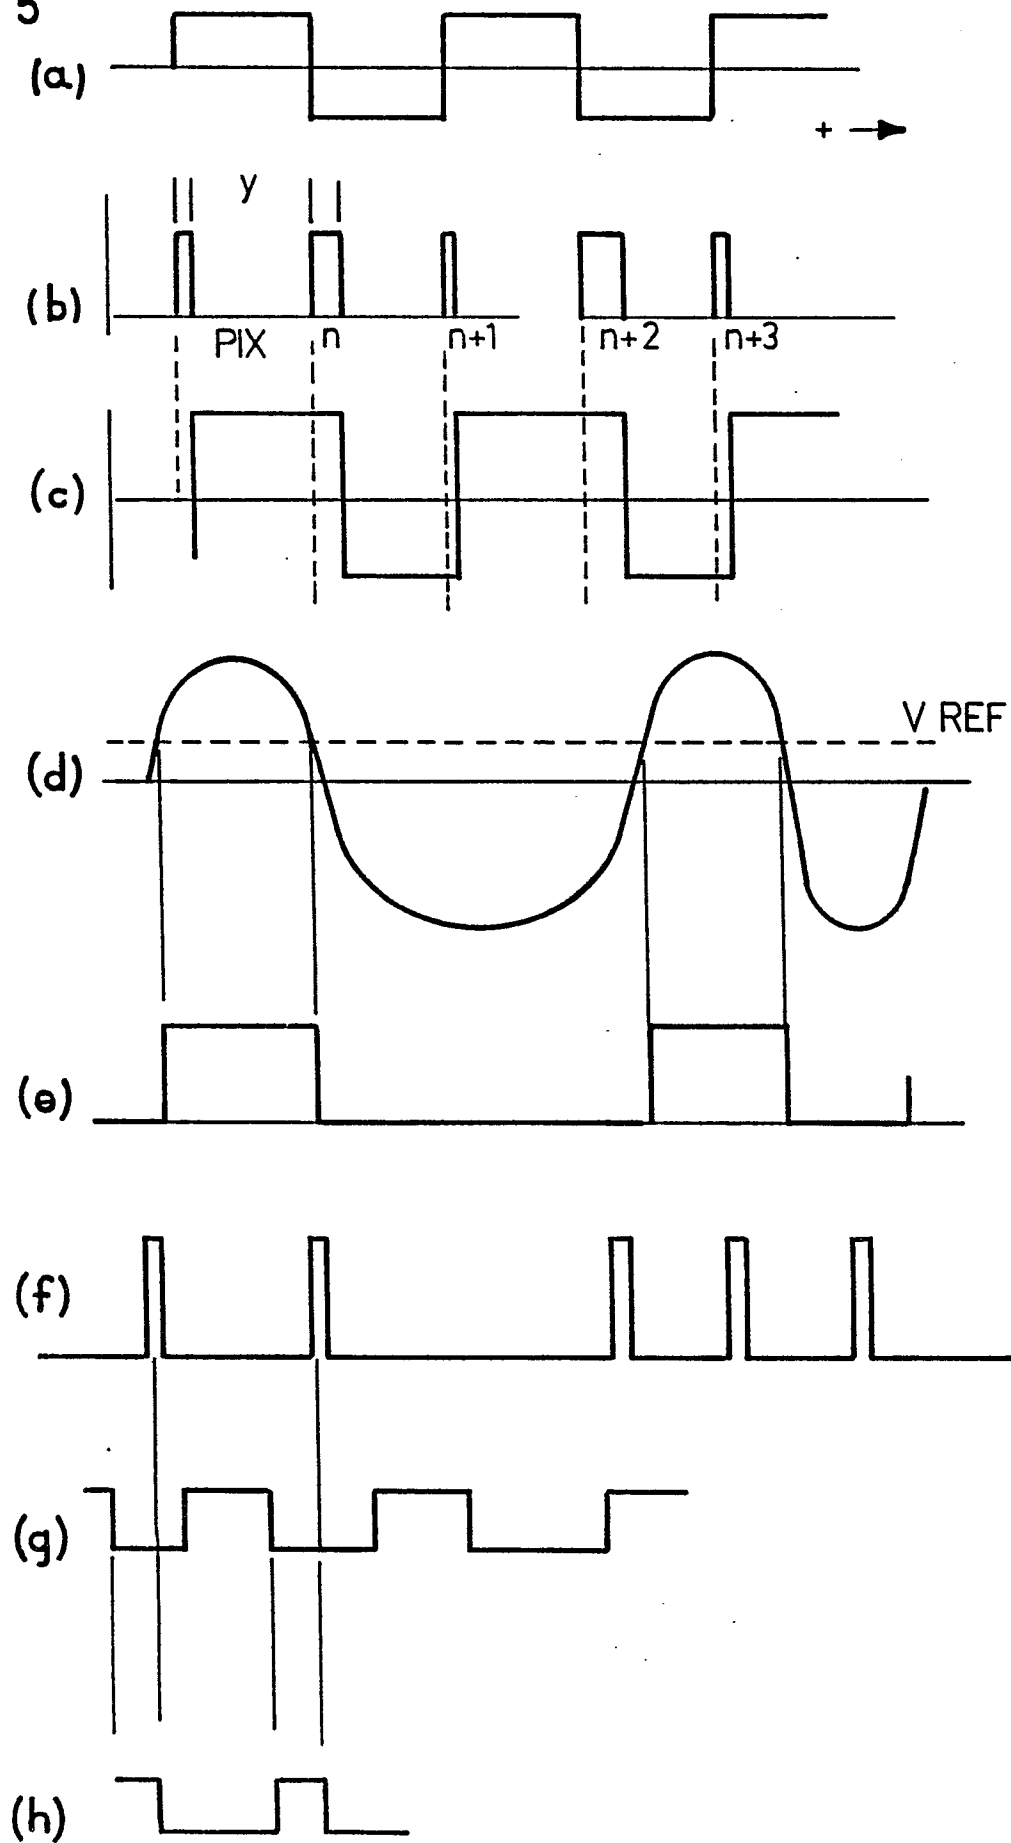 5
(a)
+
y
(b)
PIX n n+1 n+2 n+3
(c)
V REF
(d)
(e)
(f)
(g)
(h)